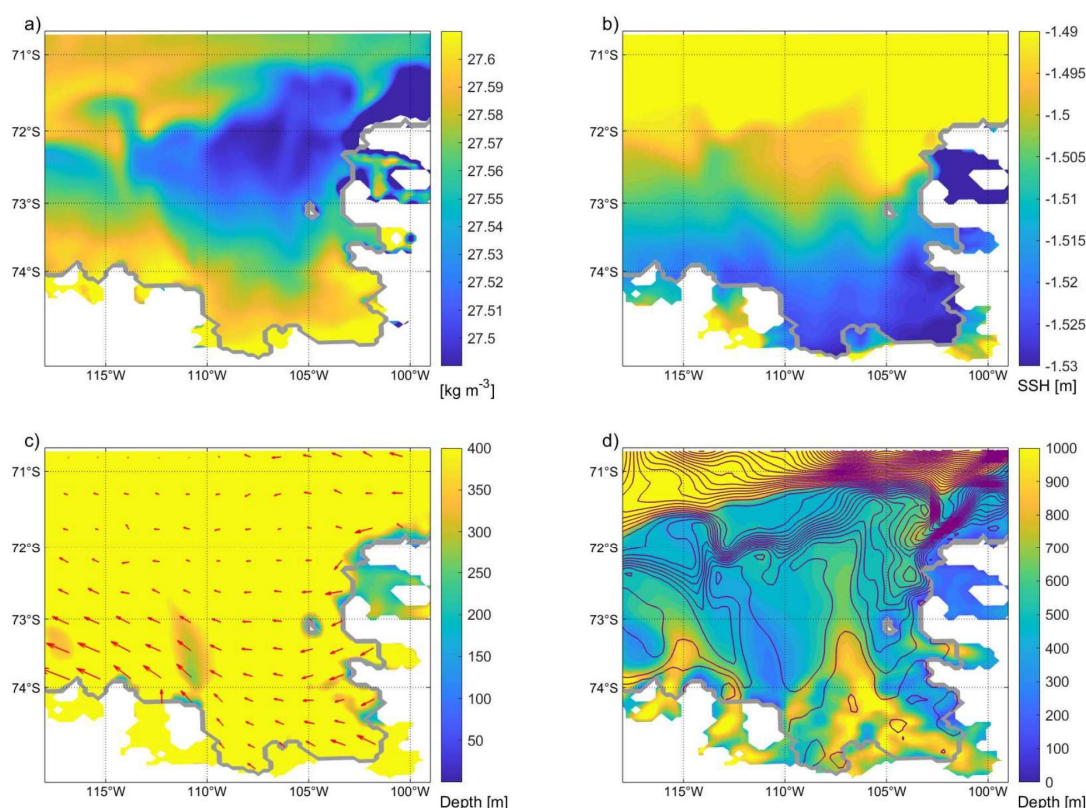 a)
71°S
72°S
73°S
74°S
115°W
110°W
105°W
100°W
27.6
27.59
27.58
27.57
27.56
27.55
27.54
27.53
27.52
27.51
27.5
[kg m⁻³]
b)
71°S
72°S
73°S
74°S
115°W
110°W
105°W
100°W
-1.49
-1.495
-1.5
-1.505
-1.51
-1.515
-1.52
-1.525
-1.53
SSH [m]
c)
71°S
72°S
73°S
74°S
115°W
110°W
105°W
100°W
400
350
300
250
200
150
100
50
Depth [m]
d)
71°S
72°S
73°S
74°S
115°W
110°W
105°W
100°W
1000
900
800
700
600
500
400
300
200
100
0
Depth [m]